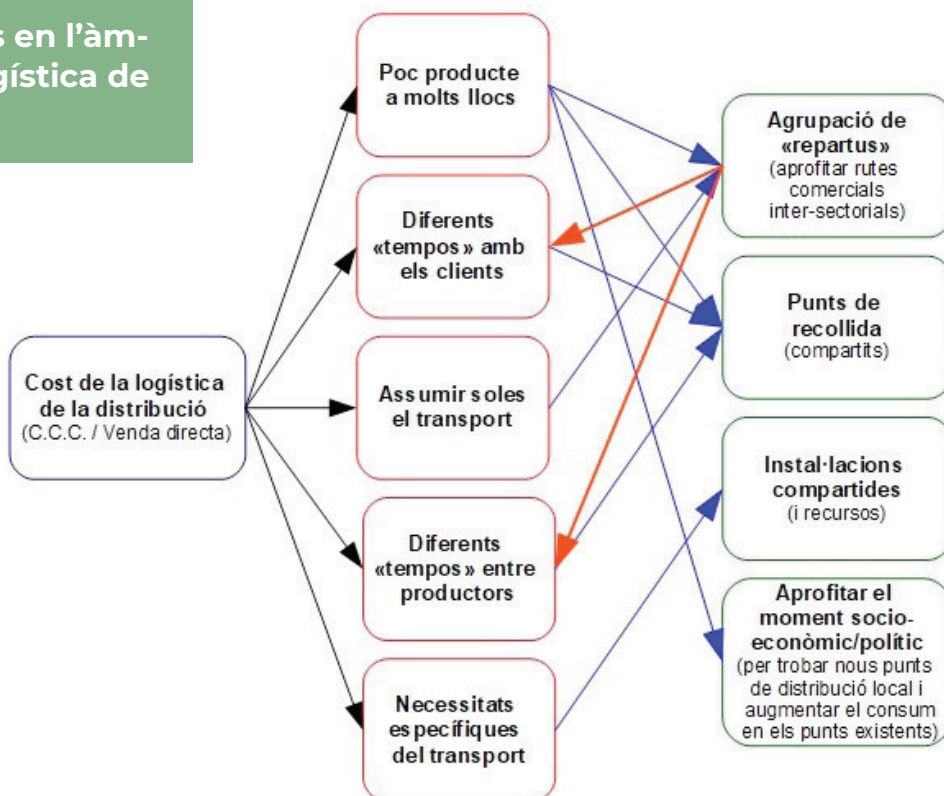 s en l’àm-
gística de
Cost de la logística
de la distribució
(C.C.C. / Venda directa)
Poc producte
a molts llocs
Diferents
«tempos» amb
els clients
Assumir soles
el transport
Diferents
«tempos» entre
productors
Necessitats
específiques
del transport
Agrupació de
«repartus»
(aprofitar rutes
comercials
inter-sectorials)
Punts de
recollida
(compartits)
Instal·lacions
compartides
(i recursos)
Aprofitar el
moment socio-
econòmic/polític
(per trobar nous punts
de distribució local i
augmentar el consum
en els punts existents)